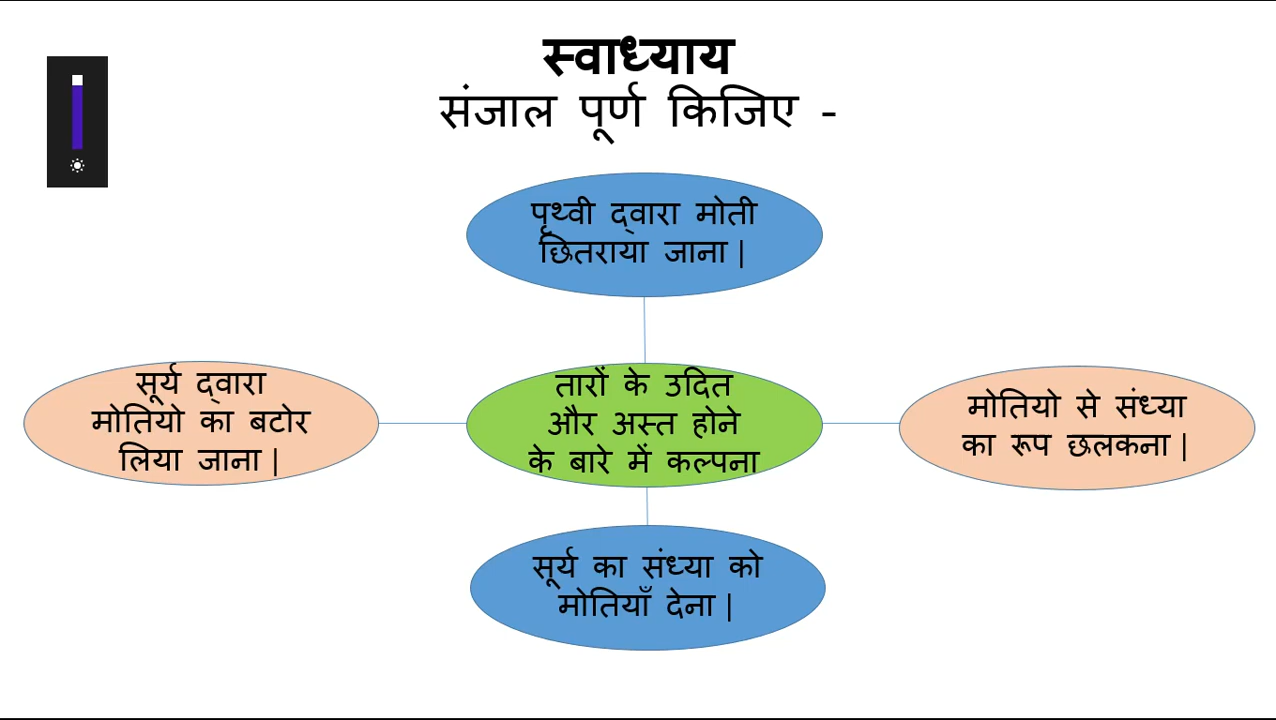 स्वाध्याय
संजाल पूर्ण किजिए -
पृथ्वी द्वारा मोती
छितराया जाना |
सूर्य द्वारा
मोतियो का बटोर
लिया जाना |
तारों के उदित
और अस्त होने
के बारे में कल्पना
मोतियो से संध्या
का रूप छलकना |
सूर्य का संध्या को
मोतियाँ देना |